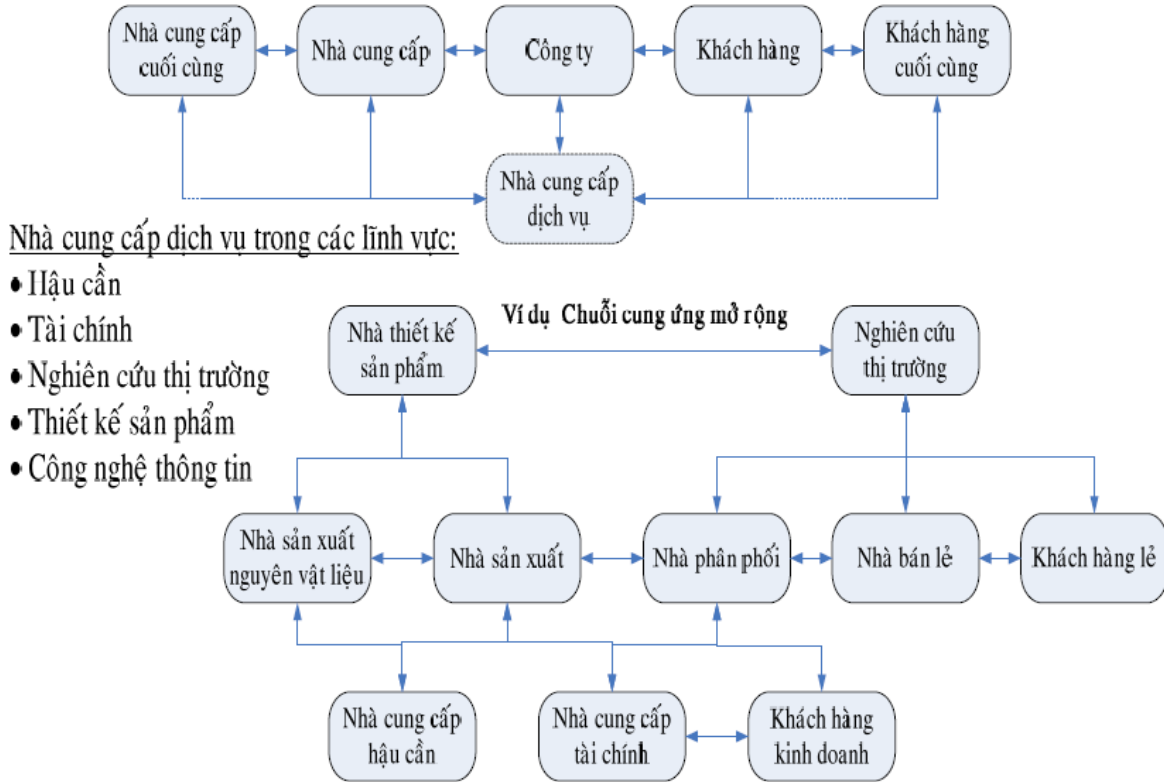 Nhà cung cấp
cuối cùng
Nhà cung cấp
Công ty
Khách hàng
Khách hàng
cuối cùng
Nhà cung cấp
dịch vụ
Nhà cung cấp dịch vụ trong các lĩnh vực:
• Hậu cần
• Tài chính
• Nghiên cứu thị trường
• Thiết kế sản phẩm
• Công nghệ thông tin
Ví dụ Chuỗi cung ứng mở rộng
Nhà thiết kế
sản phẩm
Nghiên cứu
thị trường
Nhà sản xuất
nguyên vật liệu
Nhà sản xuất
Nhà phân phối
Nhà bán lẻ
Khách hàng lẻ
Nhà cung cấp
hậu cần
Nhà cung cấp
tài chính
Khách hàng
kinh doanh